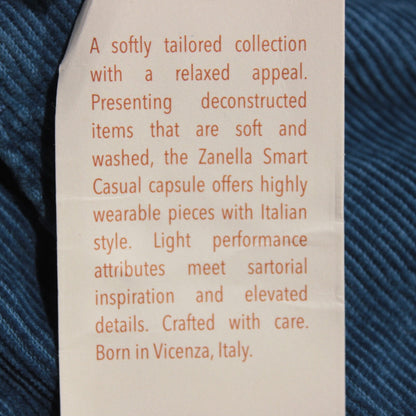 A softly tailored collection
with a relaxed appeal.
Presenting deconstructed
items that are soft and
washed, the Zanella Smart
Casual capsule offers highly
wearable pieces with Italian
style. Light performance
attributes meet sartorial
inspiration and elevated
details. Crafted with care.
Born in Vicenza, Italy.